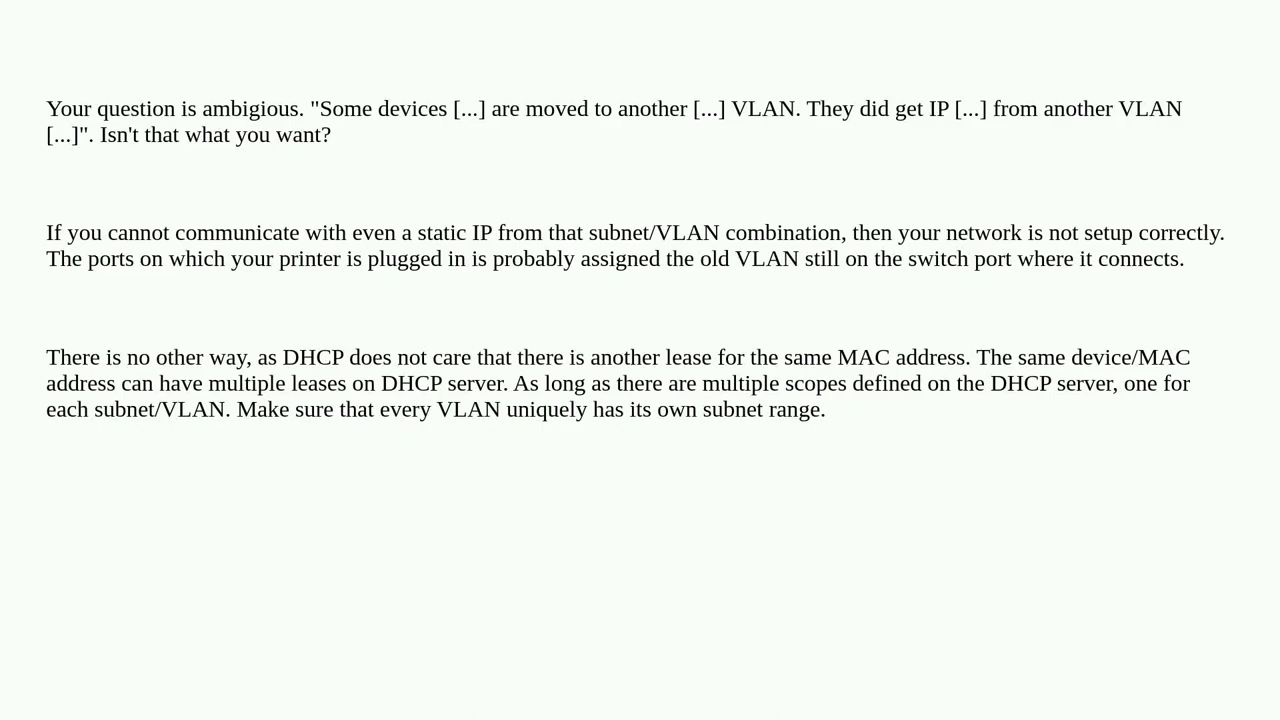 Your question is ambigious. "Some devices [...] are moved to another [...] VLAN. They did get IP [...] from another VLAN
[...]". Isn't that what you want?
If you cannot communicate with even a static IP from that subnet/VLAN combination, then your network is not setup correctly.
The ports on which your printer is plugged in is probably assigned the old VLAN still on the switch port where it connects.
There is no other way, as DHCP does not care that there is another lease for the same MAC address. The same device/MAC
address can have multiple leases on DHCP server. As long as there are multiple scopes defined on the DHCP server, one for
each subnet/VLAN. Make sure that every VLAN uniquely has its own subnet range.